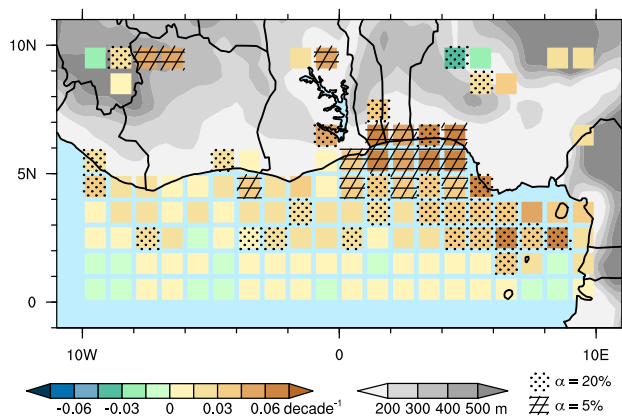 10N
5N
0
10W 0 10E
-0.06 -0.03 0 0.03 0.06 decade⁻¹
200 300 400 500 m
α = 20%
α = 5%